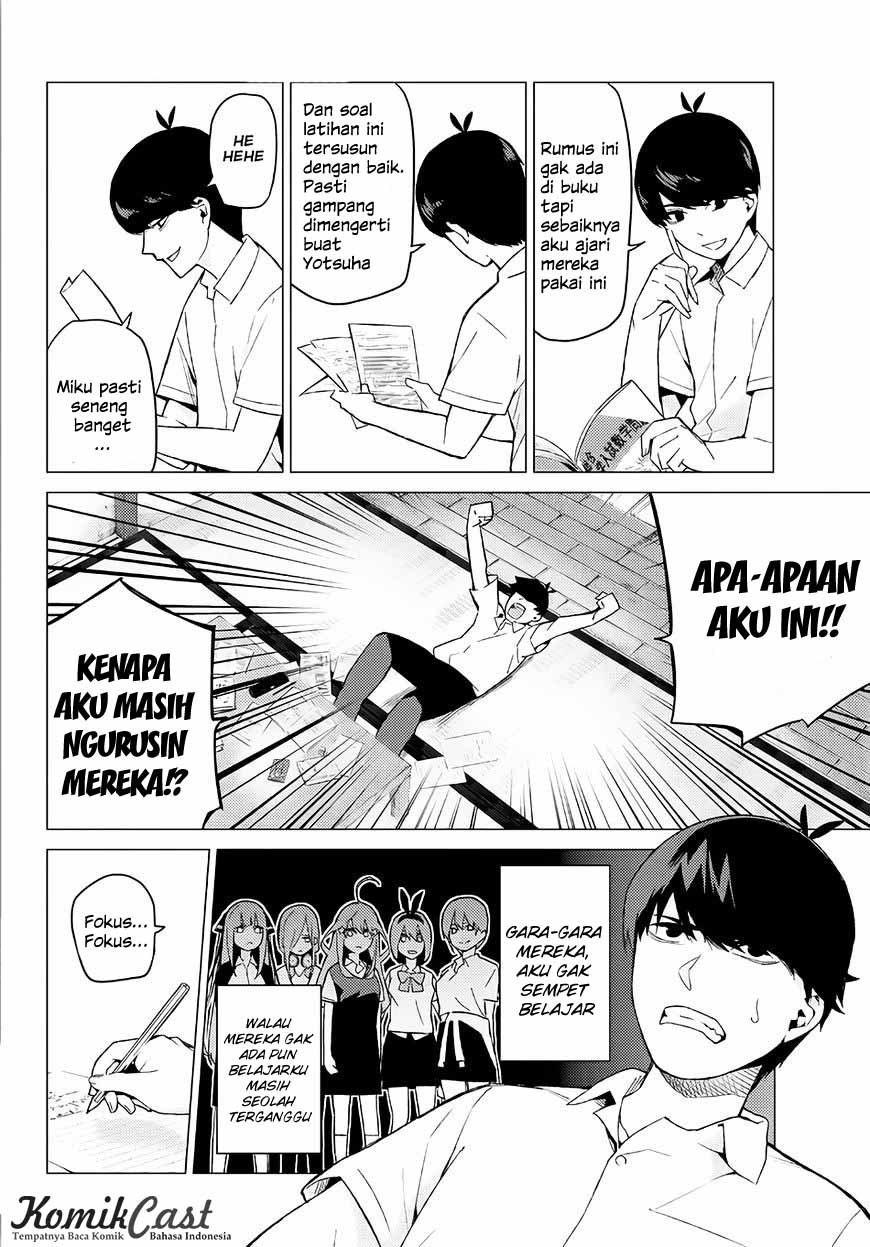 Rumus ini
gak ada
di buku
tapi
sebaiknya
aku ajari
mereka
pakai ini
Dan soal
latihan ini
tersusun
dengan baik.
Pasti
gampang
dimengerti
buat
Yotsuha
HE
HEHE
Miku pasti
seneng
banget
...
APA-APAAN
AKU INI!!
KENAPA
AKU MASIH
NGURUSIN
MEREKA!?
GARA-GARA
MEREKA,
AKU GAK
SEMPET
BELAJAR
WALAU
MEREKA GAK
ADA PUN
BELAJARKU
MASIH
SEOLAH
TERGANGGU
Fokus...
Fokus...
KomikCast
Tempatnya Baca Komik Bahasa Indonesia